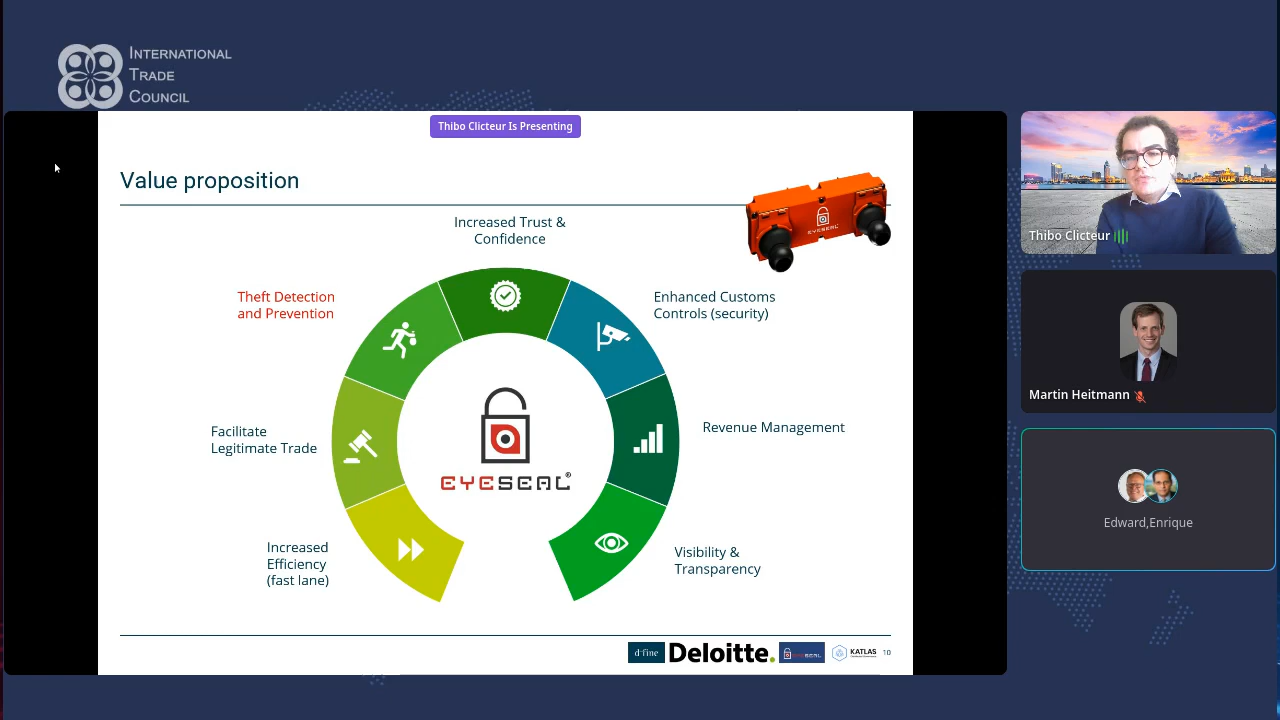 INTERNATIONAL
TRADE
COUNCIL
Thibo Clicteur Is Presenting
Value proposition
EYESEAL
Increased Trust &
Confidence
Theft Detection
and Prevention
Enhanced Customs
Controls (security)
Facilitate
Legitimate Trade
Revenue Management
EYESEAL®
Increased
Efficiency
(fast lane)
Visibility &
Transparency
d-fine
Deloitte.
EYESEAL
KATLAS
10
Thibo Clicteur
Martin Heitmann
Edward,Enrique